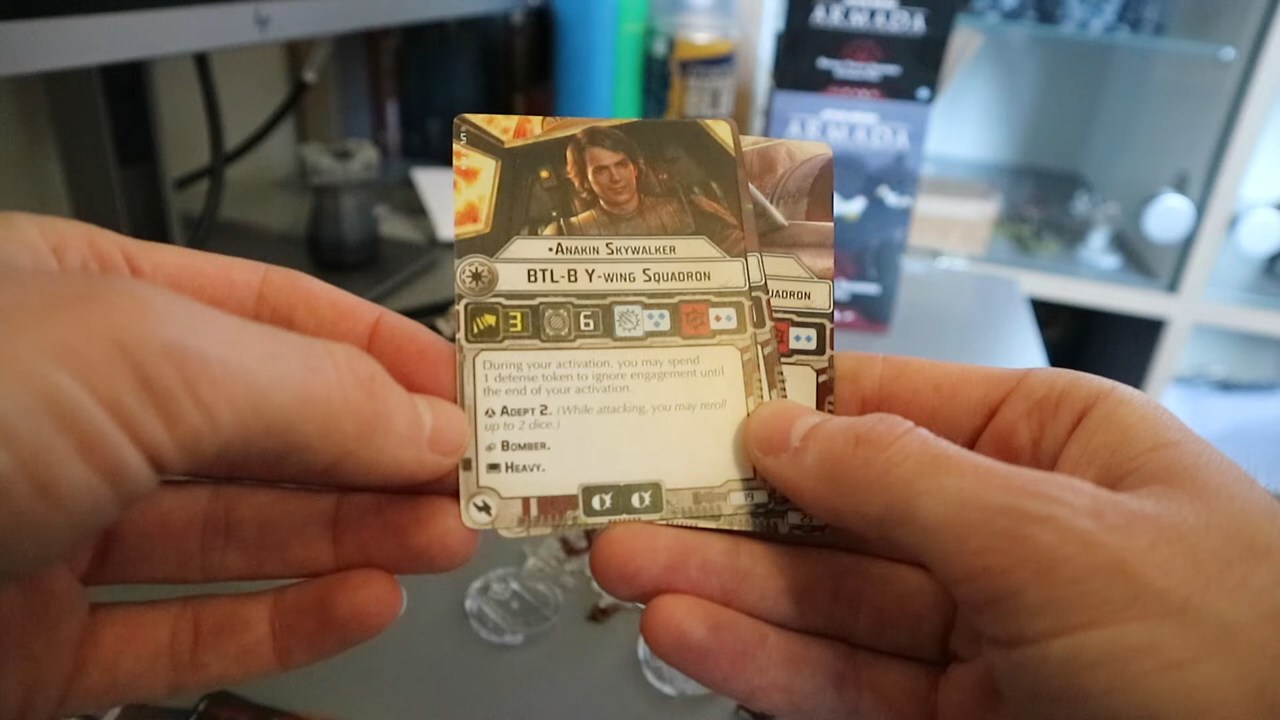 ARMADA
ARMADA
•Anakin Skywalker
BTL-B Y-wing Squadron
UADRON
3
6
During your activation, you may spend
1 defense token to ignore engagement until
the end of your activation.
Adept 2. (While attacking, you may reroll
up to 2 dice.)
Bomber.
Heavy.
19